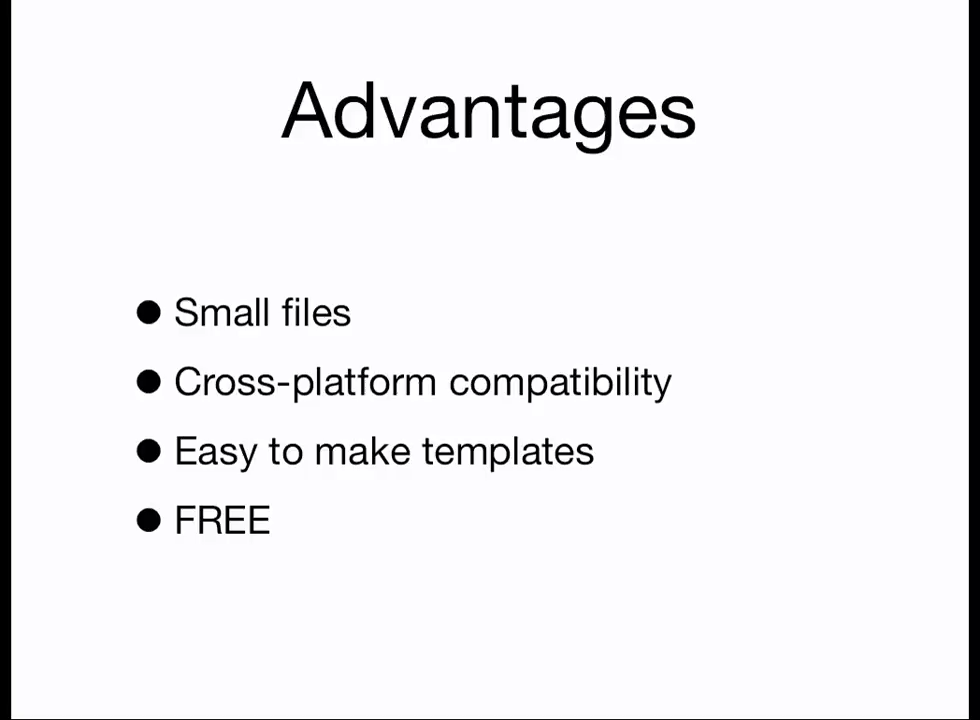 Advantages
● Small files
● Cross-platform compatibility
● Easy to make templates
● FREE